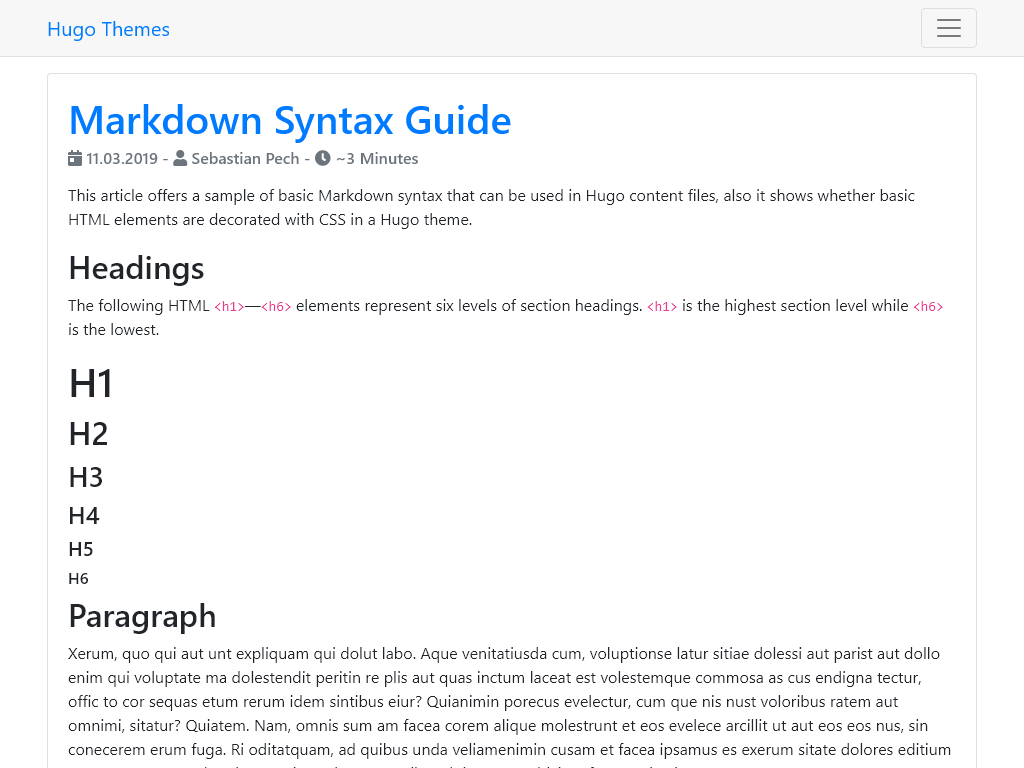 Hugo Themes
Markdown Syntax Guide
11.03.2019 - Sebastian Pech - ~3 Minutes
This article offers a sample of basic Markdown syntax that can be used in Hugo content files, also it shows whether basic
HTML elements are decorated with CSS in a Hugo theme.
Headings
The following HTML <h1>—<h6> elements represent six levels of section headings. <h1> is the highest section level while <h6>
is the lowest.
H1
H2
H3
H4
H5
H6
Paragraph
Xerum, quo qui aut unt expliquam qui dolut labo. Aque venitatiusda cum, voluptionse latur sitiae dolessi aut parist aut dollo
enim qui voluptate ma dolestendit peritin re plis aut quas inctum laceat est volestemque commosa as cus endigna tectur,
offic to cor sequas etum rerum idem sintibus eiur? Quianimin porecus evelectur, cum que nis nust voloribus ratem aut
omnimi, sitatur? Quiatem. Nam, omnis sum am facea corem alique molestrunt et eos evelece arcillit ut aut eos eos nus, sin
conecerem erum fuga. Ri oditatquam, ad quibus unda veliamenimin cusam et facea ipsamus es exerum sitate dolores editium